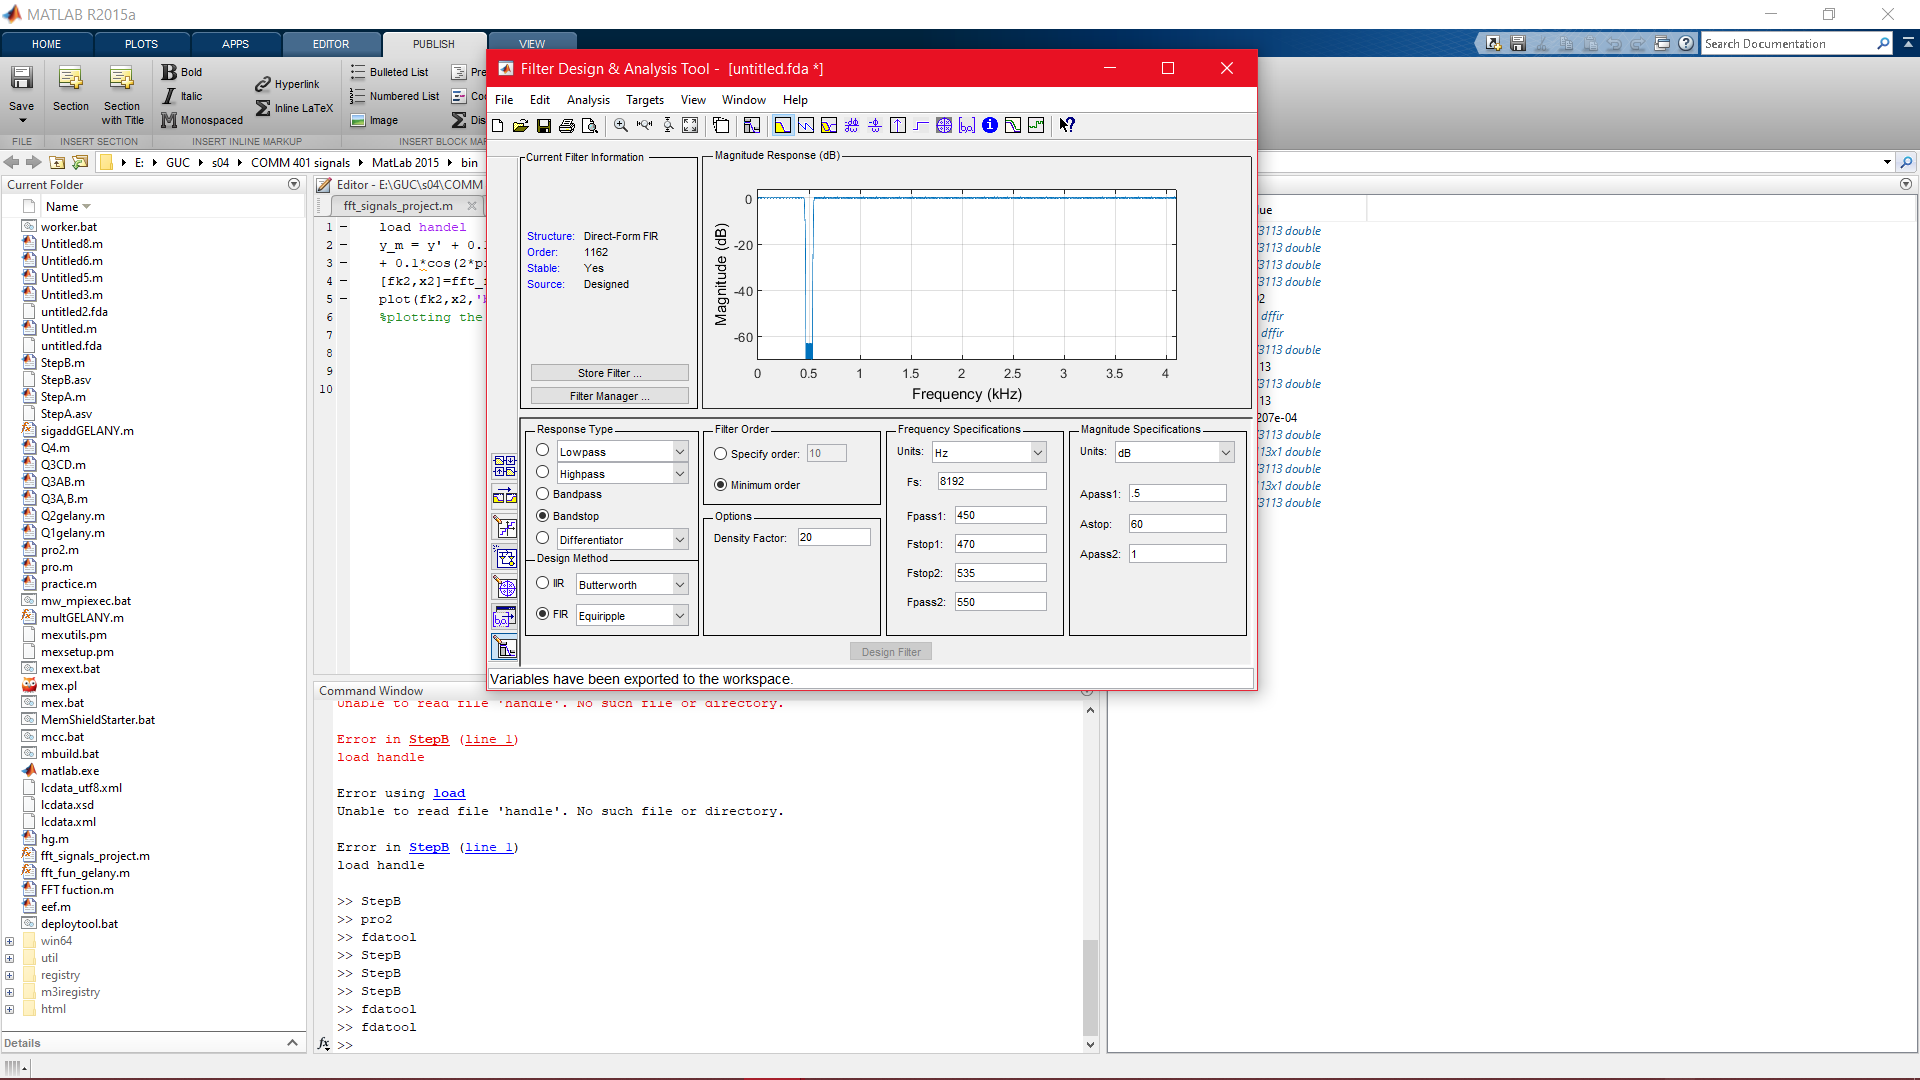 MATLAB R2015a
HOME PLOTS APPS EDITOR PUBLISH VIEW
Search Documentation
Save
Section
Section
with Title
Bold
Italic
Monospaced
Hyperlink
Inline LaTeX
Bulleted List
Numbered List
Image
FILE INSERT SECTION INSERT INLINE MARKUP
E: GUC s04 COMM 401 signals MatLab 2015 bin
Current Folder
Name
worker.bat
Untitled8.m
Untitled6.m
Untitled5.m
Untitled3.m
untitled2.fda
Untitled.m
untitled.fda
StepB.m
StepB.asv
StepA.m
StepA.asv
sigaddGELANY.m
Q4.m
Q3CD.m
Q3AB.m
Q3A,B.m
Q2gelany.m
Q1gelany.m
pro2.m
pro.m
practice.m
mw_mpiexec.bat
multGELANY.m
mexutils.pm
mexsetup.pm
mexext.bat
mex.pl
mex.bat
MemShieldStarter.bat
mcc.bat
mbuild.bat
matlab.exe
lcdata_utf8.xml
lcdata.xsd
lcdata.xml
hg.m
fft_signals_project.m
fft_fun_gelany.m
FFT fuction.m
eef.m
deploytool.bat
win64
util
registry
m3iregistry
html
Details
Editor - E:\GUC\s04\COMM
fft_signals_project.m
1 load handel
2 y_m = y' + 0.
3 + 0.1*cos(2*p
4 [fk2,x2]=fft_
5 plot(fk2,x2,'
6 %plotting the
7
8
9
10
Filter Design & Analysis Tool - [untitled.fda *]
File Edit Analysis Targets View Window Help
Current Filter Information
Structure: Direct-Form FIR
Order: 1162
Stable: Yes
Source: Designed
Store Filter ...
Filter Manager ...
Magnitude Response (dB)
Magnitude (dB)
0
-20
-40
-60
0 0.5 1 1.5 2 2.5 3 3.5 4
Frequency (kHz)
Response Type
Lowpass
Highpass
Bandpass
Bandstop
Differentiator
Design Method
IIR Butterworth
FIR Equiripple
Filter Order
Specify order: 10
Minimum order
Options
Density Factor: 20
Frequency Specifications
Units: Hz
Fs: 8192
Fpass1: 450
Fstop1: 470
Fstop2: 535
Fpass2: 550
Magnitude Specifications
Units: dB
Apass1: .5
Astop: 60
Apass2: 1
Design Filter
Variables have been exported to the workspace.
Command Window
Unable to read file 'handle'. No such file or directory.
Error in StepB (line 1)
load handle
Error using load
Unable to read file 'handle'. No such file or directory.
Error in StepB (line 1)
load handle
>> StepB
>> pro2
>> fdatool
>> StepB
>> StepB
>> StepB
>> fdatool
>> fdatool
fx >>
ue
3113 double
3113 double
3113 double
3113 double
2
dffir
dffir
3113 double
13
3113 double
13
207e-04
3113 double
13x1 double
3113 double
13x1 double
3113 double